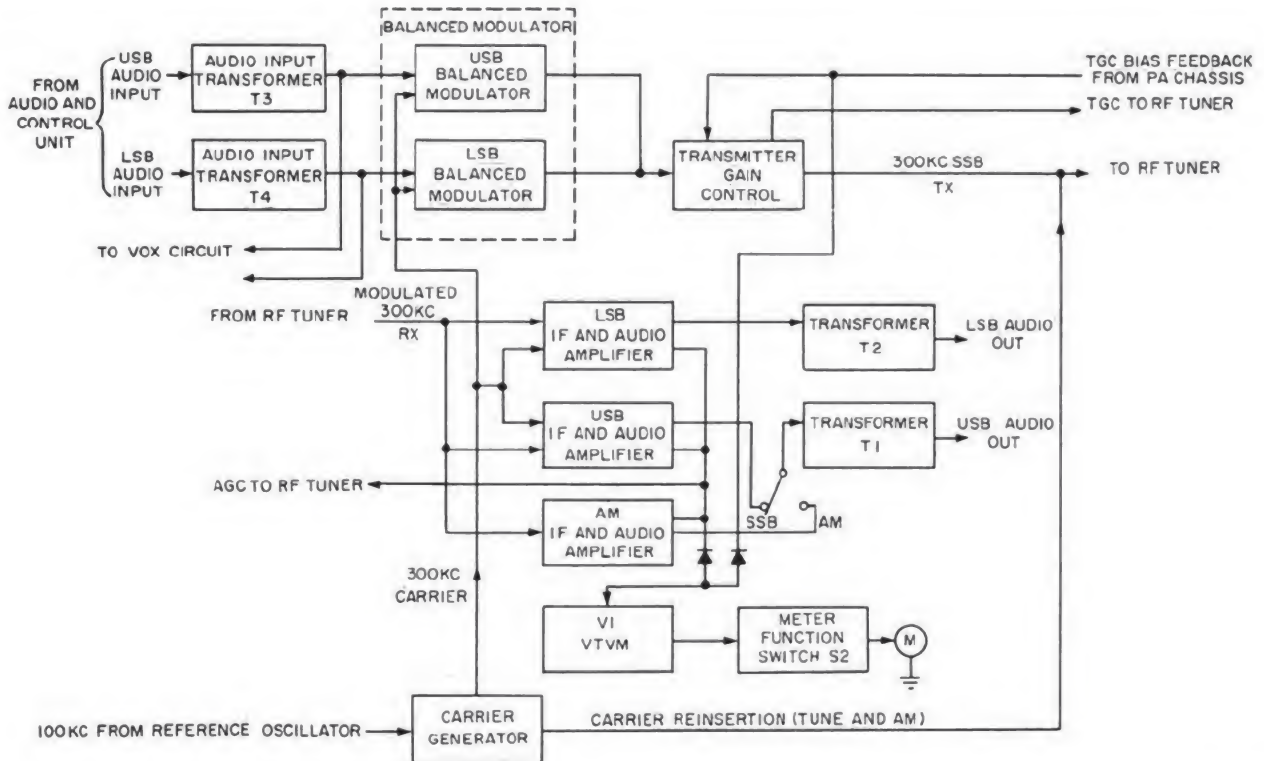 BALANCED MODULATOR
FROM
AUDIO AND
CONTROL
UNIT
USB
AUDIO
INPUT
AUDIO INPUT
TRANSFORMER
T3
USB
BALANCED
MODULATOR
TGC BIAS FEEDBACK
FROM PA CHASSIS
TGC TO RF TUNER
LSB
AUDIO
INPUT
AUDIO INPUT
TRANSFORMER
T4
LSB
BALANCED
MODULATOR
TRANSMITTER
GAIN
CONTROL
300KC SSB
TX
TO RF TUNER
TO VOX CIRCUIT
FROM RF TUNER
MODULATED
300KC
RX
LSB
IF AND AUDIO
AMPLIFIER
TRANSFORMER
T2
LSB AUDIO
OUT
USB
IF AND AUDIO
AMPLIFIER
TRANSFORMER
T1
USB AUDIO
OUT
AGC TO RF TUNER
AM
IF AND AUDIO
AMPLIFIER
SSB
AM
300KC
CARRIER
V1
VTVM
METER
FUNCTION
SWITCH S2
M
100KC FROM REFERENCE OSCILLATOR
CARRIER
GENERATOR
CARRIER REINSERTION (TUNE AND AM)